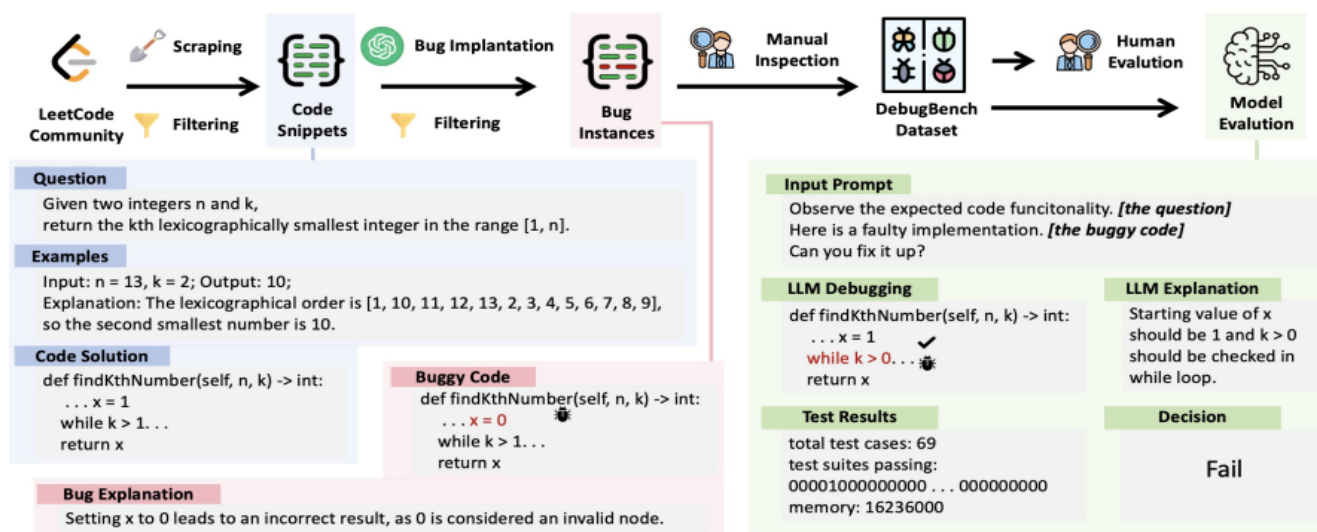 LeetCode
Community
Scraping
Filtering
Code
Snippets
Bug Implantation
Filtering
Bug
Instances
Manual
Inspection
DebugBench
Dataset
Human
Evalution
Model
Evalution
Question
Given two integers n and k,
return the kth lexicographically smallest integer in the range [1, n].
Examples
Input: n = 13, k = 2; Output: 10;
Explanation: The lexicographical order is [1, 10, 11, 12, 13, 2, 3, 4, 5, 6, 7, 8, 9],
so the second smallest number is 10.
Code Solution
def findKthNumber(self, n, k) -> int:
. . . x = 1
while k > 1. . .
return x
Buggy Code
def findKthNumber(self, n, k) -> int:
. . . x = 0
while k > 1. . .
return x
Bug Explanation
Setting x to 0 leads to an incorrect result, as 0 is considered an invalid node.
Input Prompt
Observe the expected code funcitonality. [the question]
Here is a faulty implementation. [the buggy code]
Can you fix it up?
LLM Debugging
def findKthNumber(self, n, k) -> int:
. . . x = 1
while k > 0. . .
return x
LLM Explanation
Starting value of x
should be 1 and k > 0
should be checked in
while loop.
Test Results
total test cases: 69
test suites passing:
00001000000000 . . . 000000000
memory: 16236000
Decision
Fail